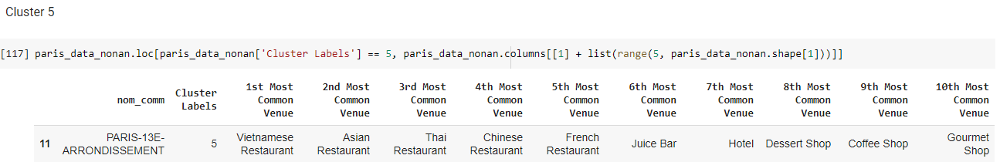 Cluster 5
[117] paris_data_nonan.loc[paris_data_nonan['Cluster Labels'] == 5, paris_data_nonan.columns[[1] + list(range(5, paris_data_nonan.shape[1]))]]
nom_comm Cluster Labels 1st Most Common Venue 2nd Most Common Venue 3rd Most Common Venue 4th Most Common Venue 5th Most Common Venue 6th Most Common Venue 7th Most Common Venue 8th Most Common Venue 9th Most Common Venue 10th Most Common Venue
11 PARIS-13E-ARRONDISSEMENT 5 Vietnamese Restaurant Asian Restaurant Thai Restaurant Chinese Restaurant French Restaurant Juice Bar Hotel Dessert Shop Coffee Shop Gourmet Shop